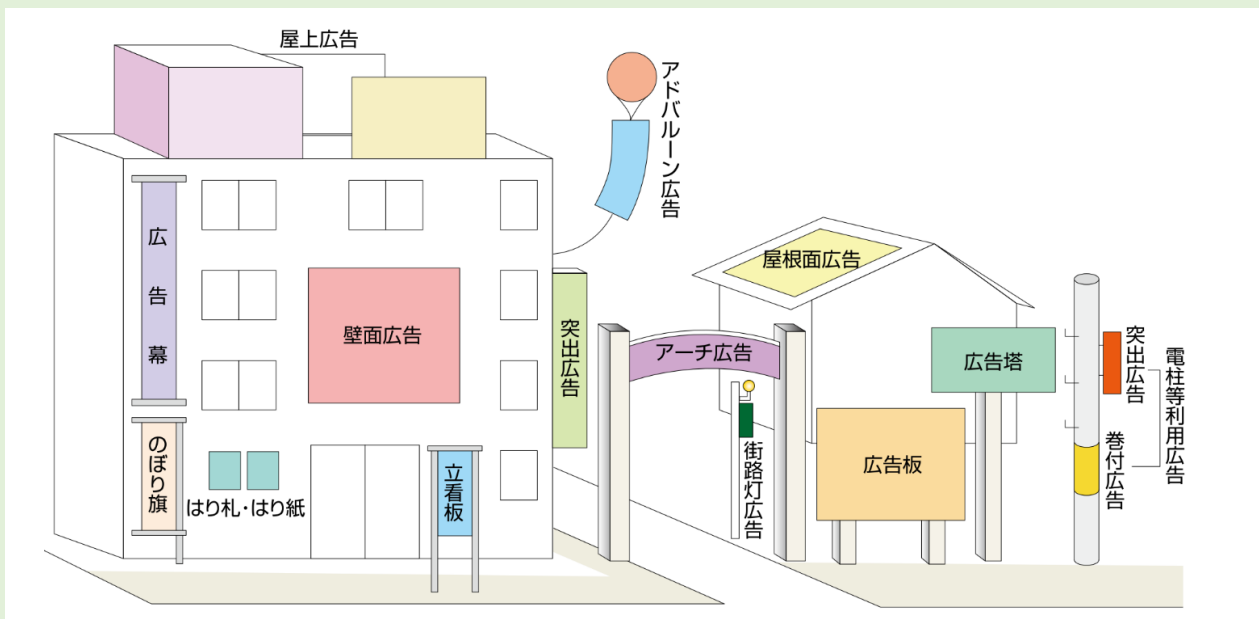 屋上広告
アドバルーン広告
広告幕
壁面広告
突出広告
屋根面広告
アーチ広告
広告塔
突出広告
電柱等利用広告
のぼり旗
はり札・はり紙
立看板
街路灯広告
広告板
巻付広告